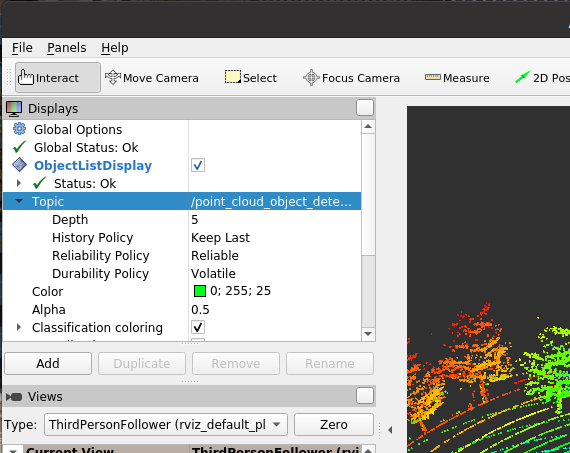 File Panels Help
Interact Move Camera Select Focus Camera Measure 2D Pos
Displays
Global Options
Global Status: Ok
ObjectListDisplay
Status: Ok
Topic /point_cloud_object_dete...
Depth 5
History Policy Keep Last
Reliability Policy Reliable
Durability Policy Volatile
Color 0; 255; 25
Alpha 0.5
Classification coloring
Add Duplicate Remove Rename
Views
Type: ThirdPersonFollower (rviz_default_pl Zero
Current View ThirdPersonFollower (rvi